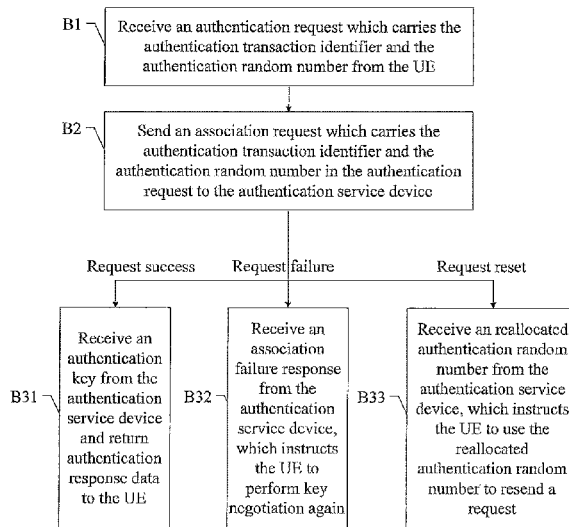 B1
Receive an authentication request which carries the
authentication transaction identifier and the
authentication random number from the UE
B2
Send an association request which carries the
authentication transaction identifier and the
authentication random number in the authentication
request to the authentication service device
Request success
Request failure
Request reset
B31
Receive an
authentication
key from the
authentication
service device
and return
authentication
response data
to the UE
B32
Receive an
association
failure response
from the
authentication
service device,
which instructs
the UE to
perform key
negotiation again
B33
Receive an reallocated
authentication random
number from the
authentication service
device, which instructs
the UE to use the
reallocated
authentication random
number to resend a
request